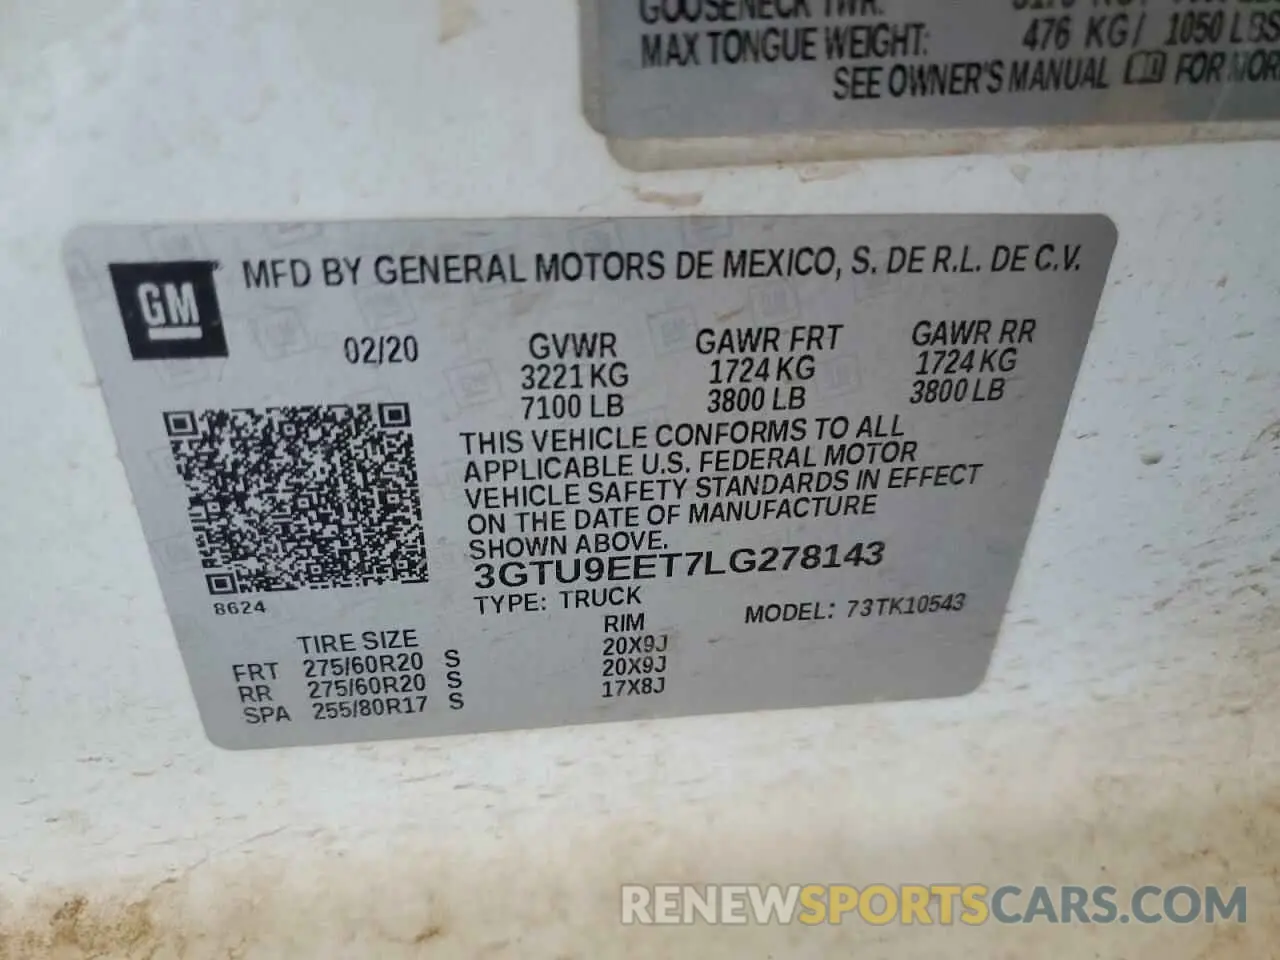 GOOSENECK TWR:
MAX TONGUE WEIGHT: 476 KG/ 1050 LBS
SEE OWNER'S MANUAL FOR MOR
GM
MFD BY GENERAL MOTORS DE MEXICO, S. DE R.L. DE C.V.
02/20 GVWR GAWR FRT GAWR RR
3221 KG 1724 KG 1724 KG
7100 LB 3800 LB 3800 LB
THIS VEHICLE CONFORMS TO ALL
APPLICABLE U.S. FEDERAL MOTOR
VEHICLE SAFETY STANDARDS IN EFFECT
ON THE DATE OF MANUFACTURE
SHOWN ABOVE.
3GTU9EET7LG278143
8624
TYPE: TRUCK MODEL: 73TK10543
TIRE SIZE RIM
FRT 275/60R20 S 20X9J
RR 275/60R20 S 20X9J
SPA 255/80R17 S 17X8J
RENEWSPORTSCARS.COM